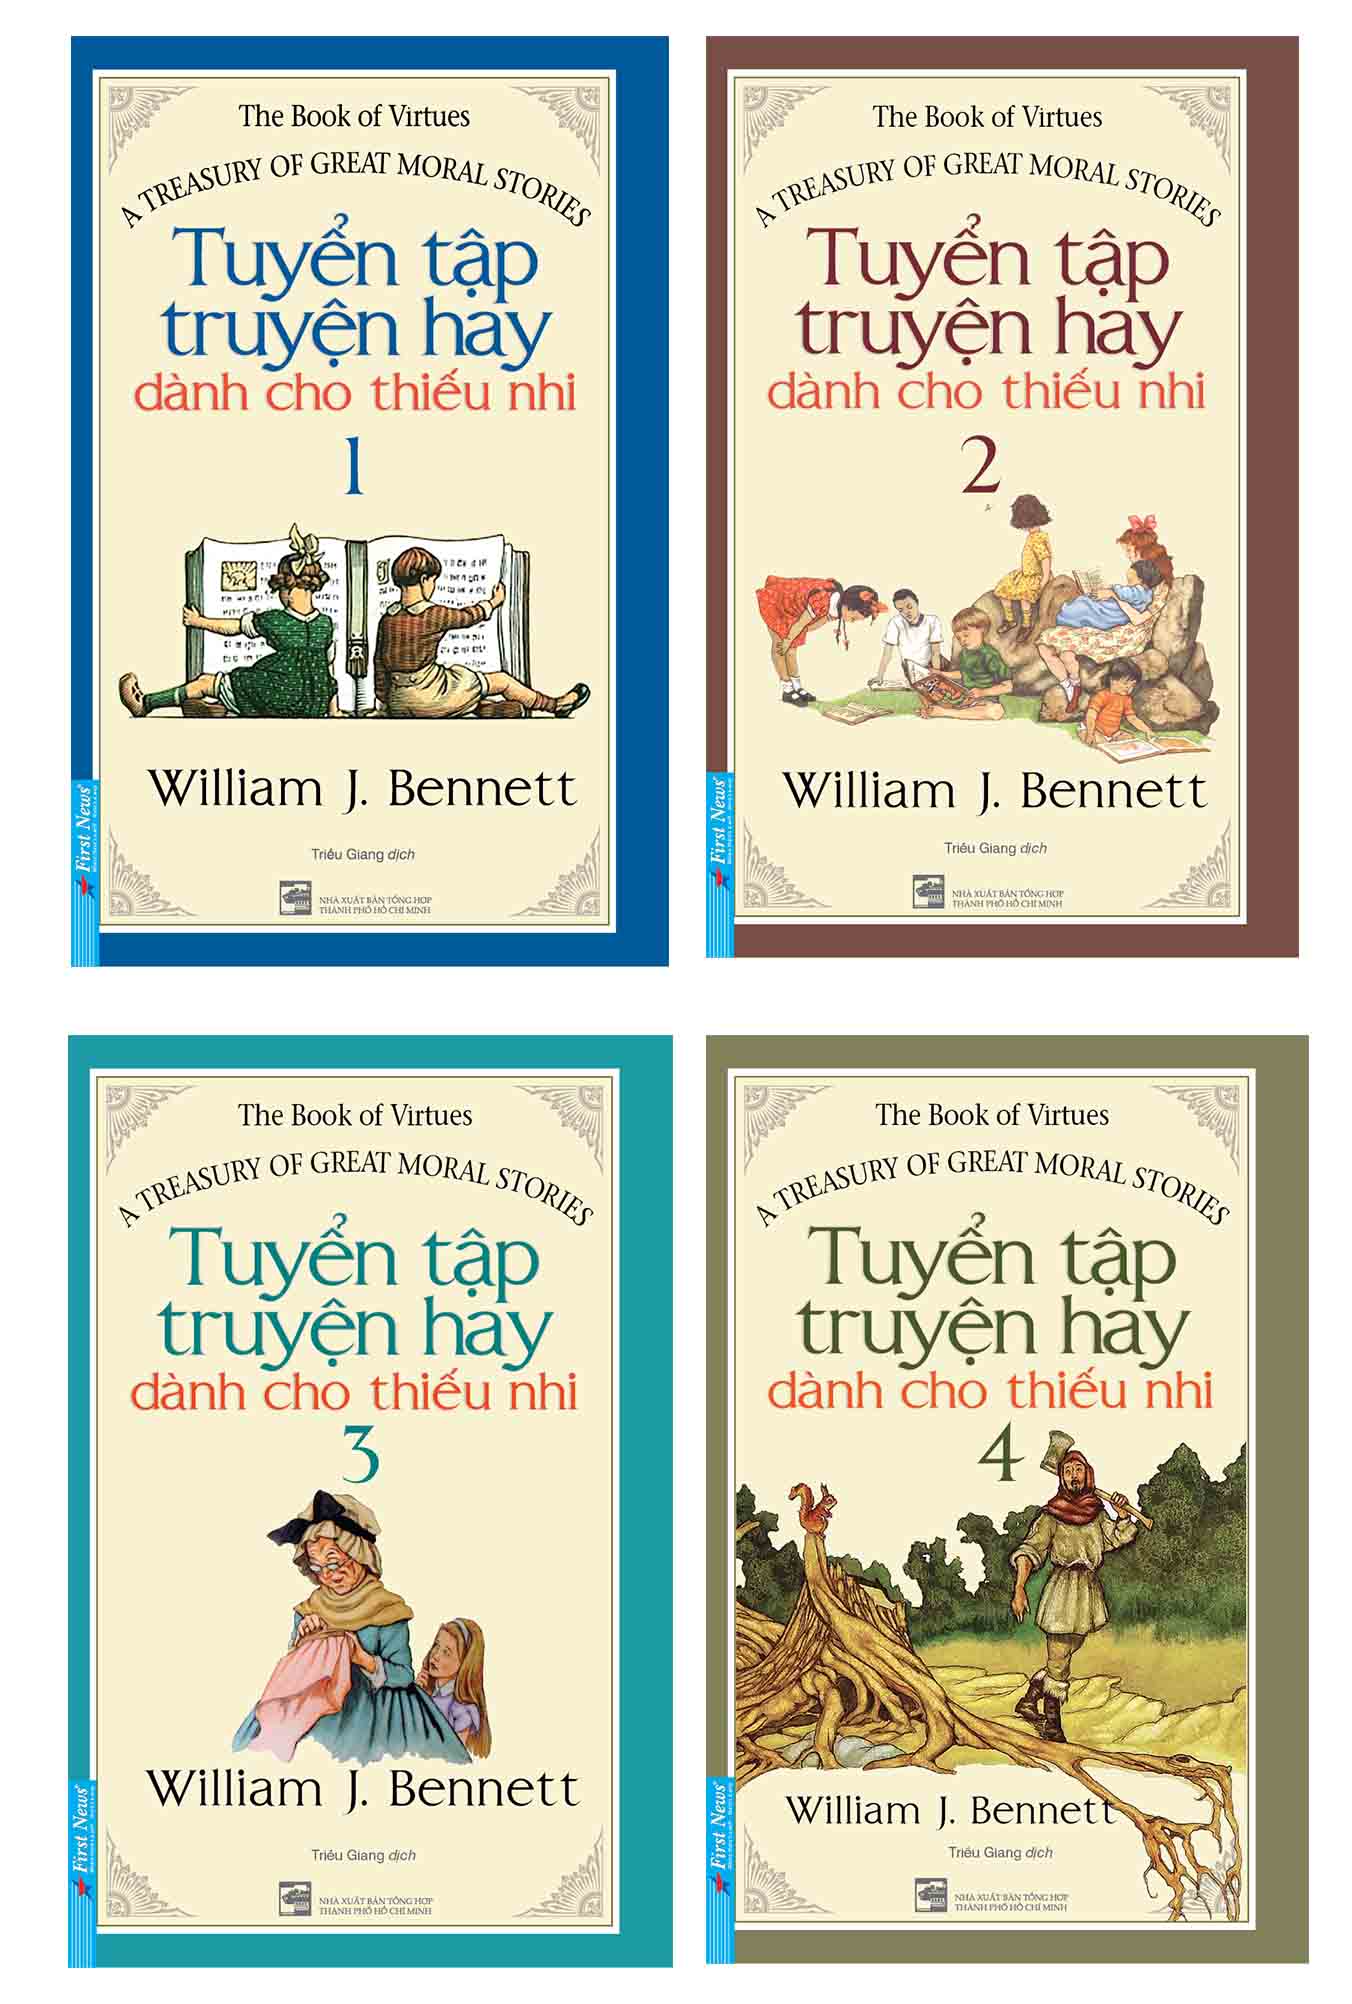 The Book of Virtues
A TREASURY OF GREAT MORAL STORIES
Tuyển tập
truyện hay
dành cho thiếu nhi
1
William J. Bennett
Triều Giang dịch
NHÀ XUẤT BẢN TỔNG HỢP
THÀNH PHỐ HỒ CHÍ MINH
First News
The Book of Virtues
A TREASURY OF GREAT MORAL STORIES
Tuyển tập
truyện hay
dành cho thiếu nhi
2
William J. Bennett
Triều Giang dịch
NHÀ XUẤT BẢN TỔNG HỢP
THÀNH PHỐ HỒ CHÍ MINH
First News
The Book of Virtues
A TREASURY OF GREAT MORAL STORIES
Tuyển tập
truyện hay
dành cho thiếu nhi
3
William J. Bennett
Triều Giang dịch
NHÀ XUẤT BẢN TỔNG HỢP
THÀNH PHỐ HỒ CHÍ MINH
First News
The Book of Virtues
A TREASURY OF GREAT MORAL STORIES
Tuyển tập
truyện hay
dành cho thiếu nhi
4
William J. Bennett
Triều Giang dịch
NHÀ XUẤT BẢN TỔNG HỢP
THÀNH PHỐ HỒ CHÍ MINH
First News